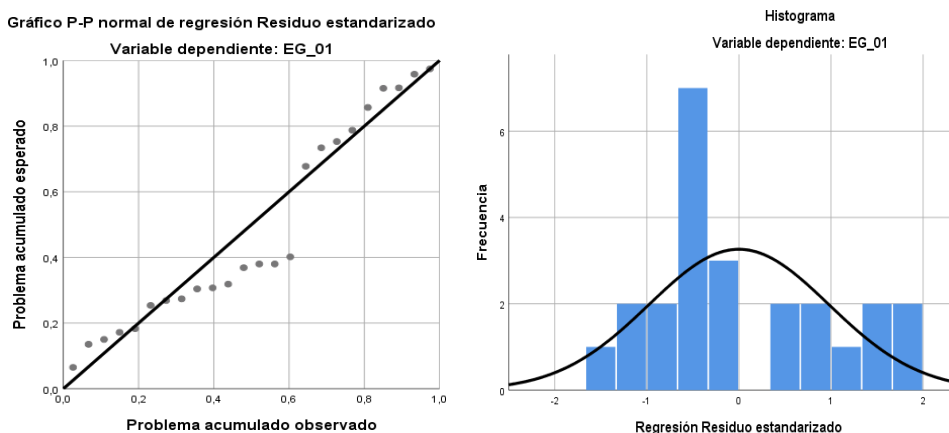 Gráfico P-P normal de regresión Residuo estandarizado
Variable dependiente: EG_01
1,0
0,8
0,6
0,4
0,2
0,0
0,0 0,2 0,4 0,6 0,8 1,0
Problema acumulado esperado
Problema acumulado observado
Histograma
Variable dependiente: EG_01
6
4
2
0
-2 -1 0 1 2
Frecuencia
Regresión Residuo estandarizado